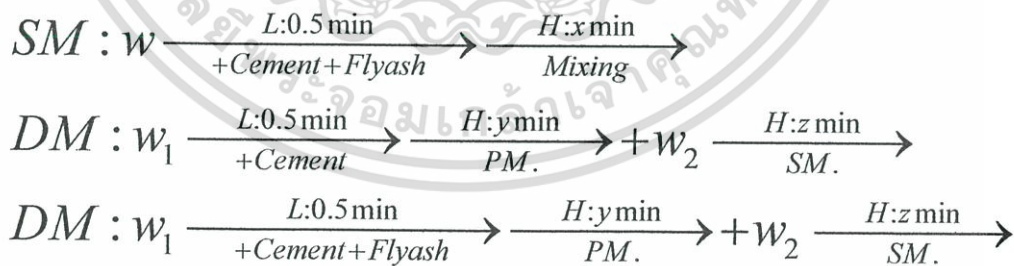 SM : w L:0.5 min +Cement+Flyash H:x min Mixing
DM : w₁ L:0.5 min +Cement H:y min PM. +w₂ H:z min SM.
DM : w₁ L:0.5 min +Cement+Flyash H:y min PM. +w₂ H:z min SM.